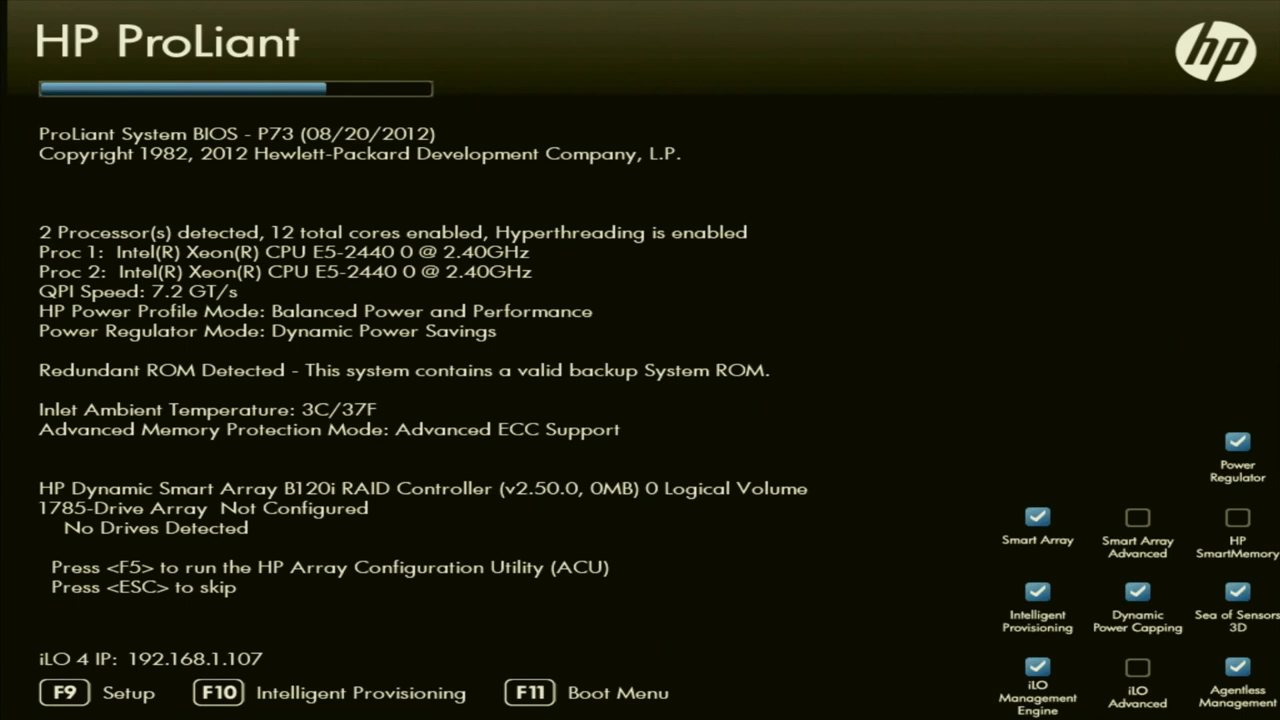 HP ProLiant
hp
ProLiant System BIOS - P73 (08/20/2012)
Copyright 1982, 2012 Hewlett-Packard Development Company, L.P.
2 Processor(s) detected, 12 total cores enabled, Hyperthreading is enabled
Proc 1: Intel(R) Xeon(R) CPU E5-2440 0 @ 2.40GHz
Proc 2: Intel(R) Xeon(R) CPU E5-2440 0 @ 2.40GHz
QPI Speed: 7.2 GT/s
HP Power Profile Mode: Balanced Power and Performance
Power Regulator Mode: Dynamic Power Savings
Redundant ROM Detected - This system contains a valid backup System ROM.
Inlet Ambient Temperature: 3C/37F
Advanced Memory Protection Mode: Advanced ECC Support
HP Dynamic Smart Array B120i RAID Controller (v2.50.0, 0MB) 0 Logical Volume
1785-Drive Array Not Configured
No Drives Detected
Press <F5> to run the HP Array Configuration Utility (ACU)
Press <ESC> to skip
iLO 4 IP: 192.168.1.107
F9 Setup F10 Intelligent Provisioning F11 Boot Menu
Power
Regulator
Smart Array
Smart Array
Advanced
HP
SmartMemory
Intelligent
Provisioning
Dynamic
Power Capping
Sea of Sensors
3D
iLO
Management
Engine
iLO
Advanced
Agentless
Management